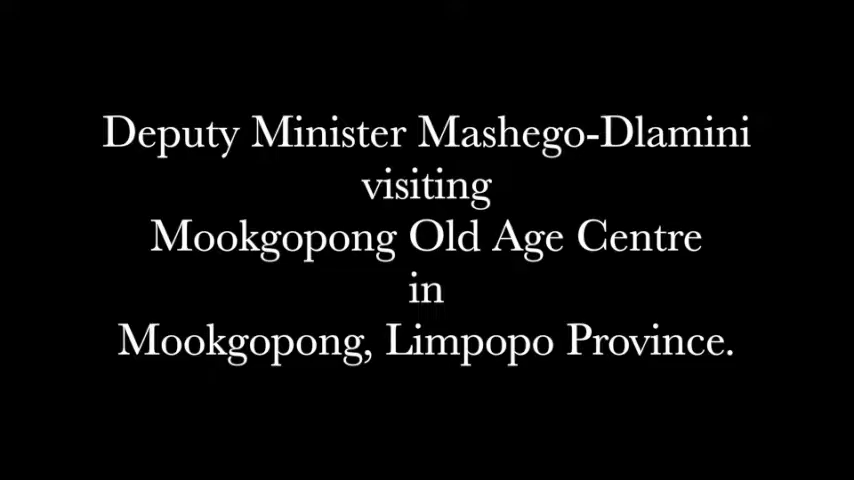 Deputy Minister Mashego-Dlamini
visiting
Mookgopong Old Age Centre
in
Mookgopong, Limpopo Province.